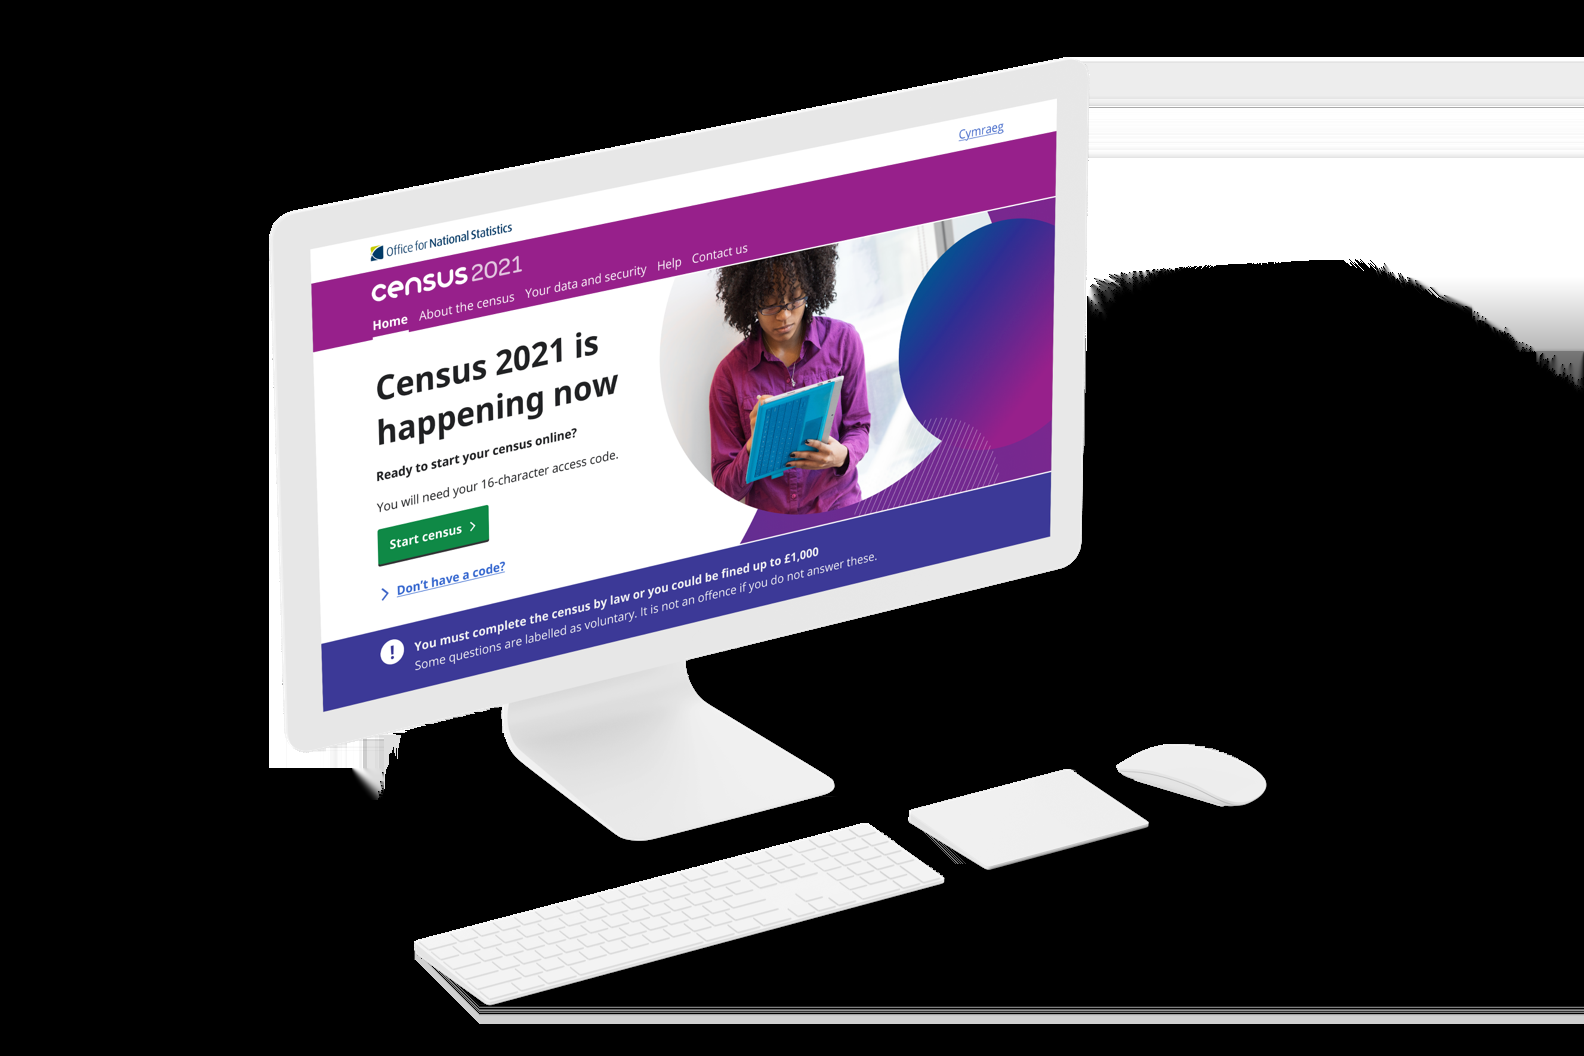 Cymraeg
Office for National Statistics
census 2021
Home About the census Your data and security Help Contact us
Census 2021 is
happening now
Ready to start your census online?
You will need your 16-character access code.
Start census
Don't have a code?
You must complete the census by law or you could be fined up to £1,000
Some questions are labelled as voluntary. It is not an offence if you do not answer these.